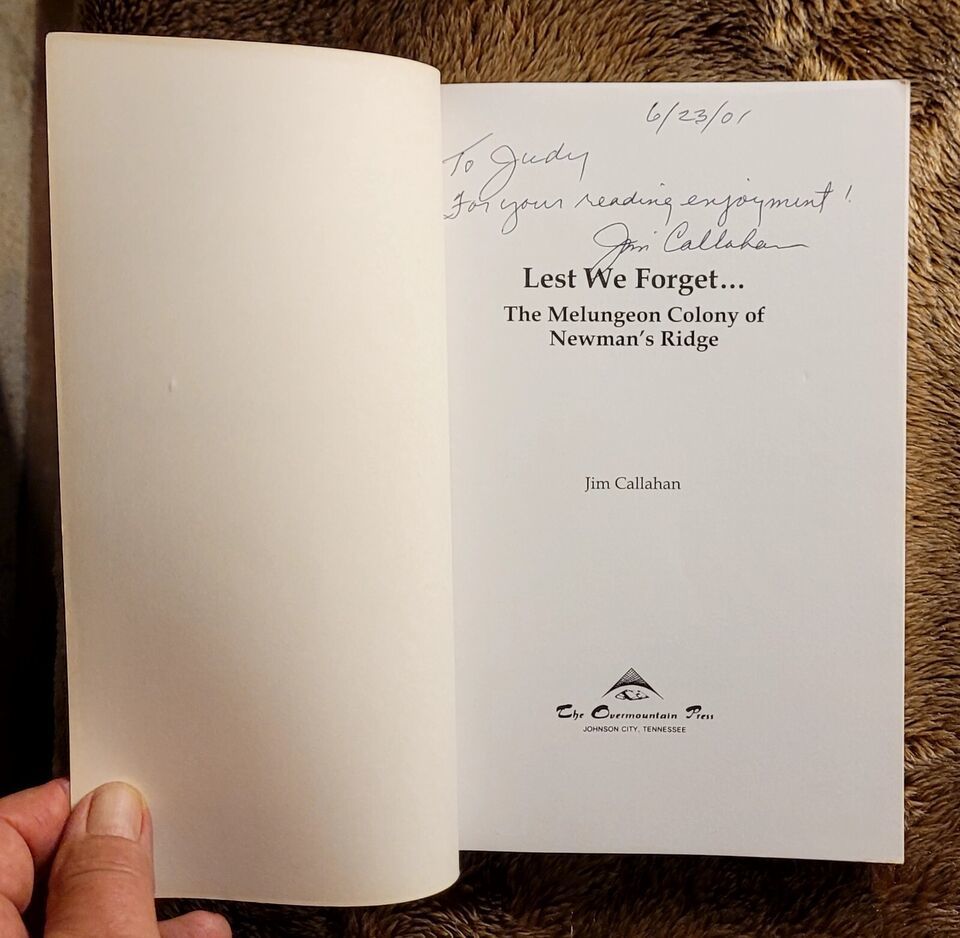 6/23/01
To Judy
For your reading enjoyment!
Jim Callahan
Lest We Forget...
The Melungeon Colony of
Newman's Ridge
Jim Callahan
The Overmountain Press
JOHNSON CITY, TENNESSEE